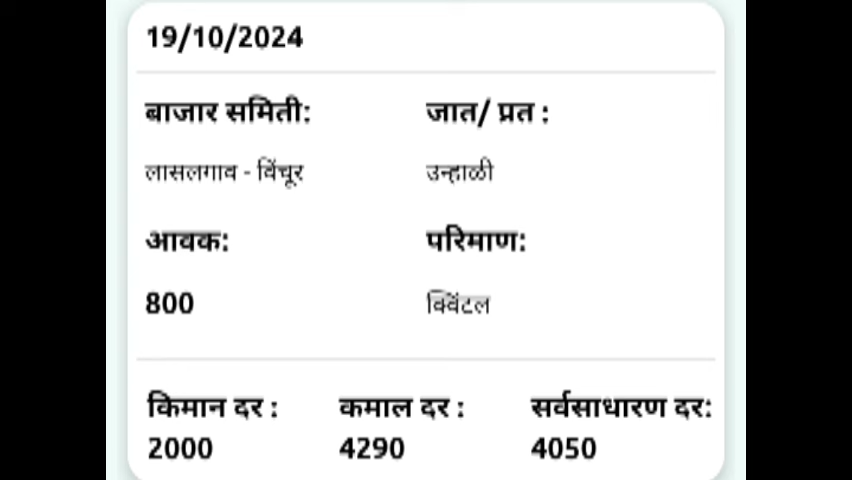 19/10/2024
बाजार समिती: जात/ प्रत :
लासलगाव - विंचूर उन्हाळी
आवक: परिमाण:
800 क्विंटल
किमान दर : कमाल दर : सर्वसाधारण दर:
2000 4290 4050